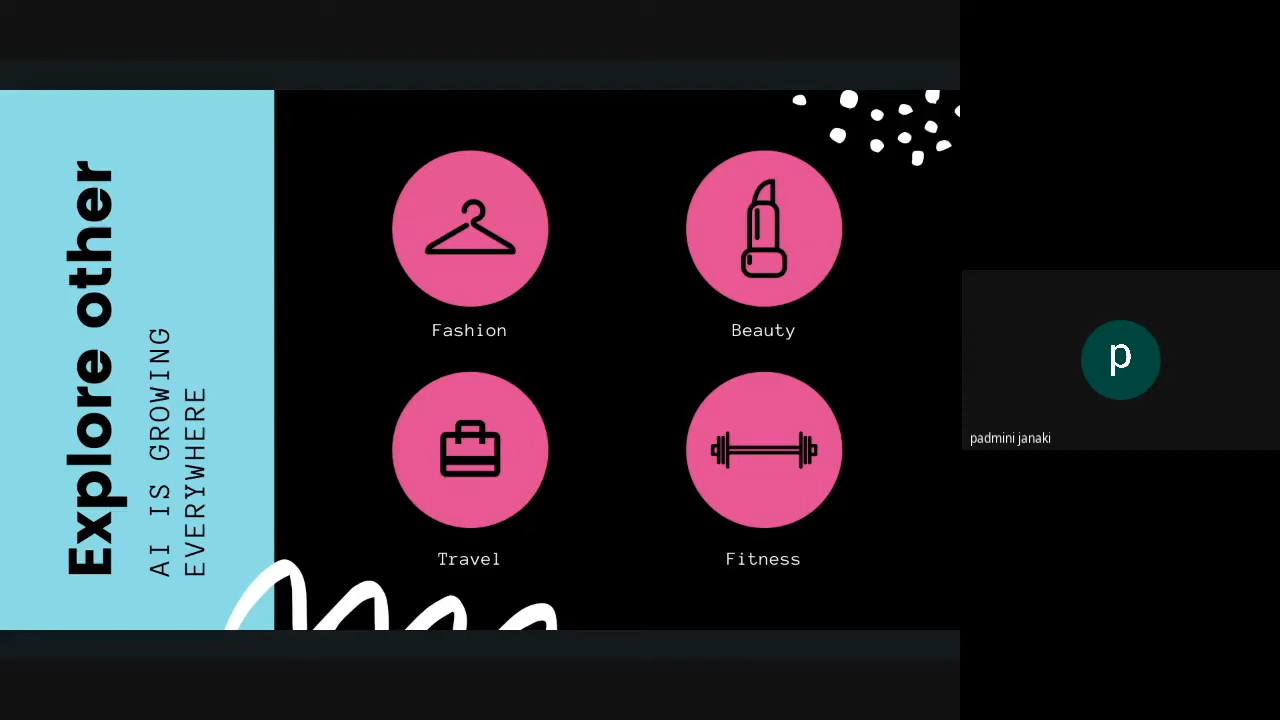 Explore other
AI IS GROWING
EVERYWHERE
Fashion
Beauty
Travel
Fitness
p
padmini janaki